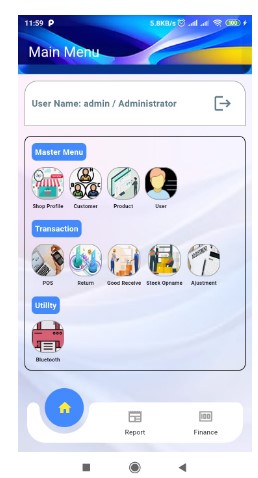 11:59 P 5.8KB/s 100
Main Menu
User Name: admin / Administrator
Master Menu
Shop Profile Customer Product User
Transaction
POS Return Good Receive Stock Opname Ajustment
Utility
Bluetooth
Report Finance